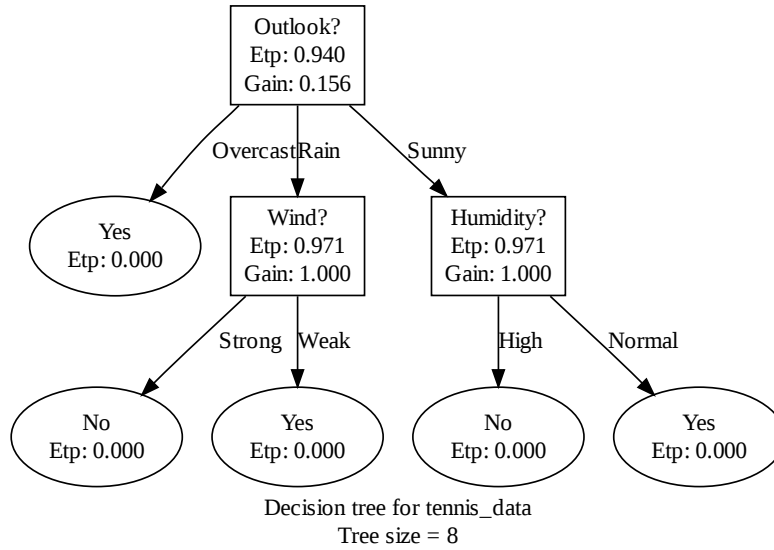 Outlook?
Etp: 0.940
Gain: 0.156
Overcast
Rain
Sunny
Yes
Etp: 0.000
Wind?
Etp: 0.971
Gain: 1.000
Humidity?
Etp: 0.971
Gain: 1.000
Strong
Weak
High
Normal
No
Etp: 0.000
Yes
Etp: 0.000
No
Etp: 0.000
Yes
Etp: 0.000
Decision tree for tennis_data
Tree size = 8